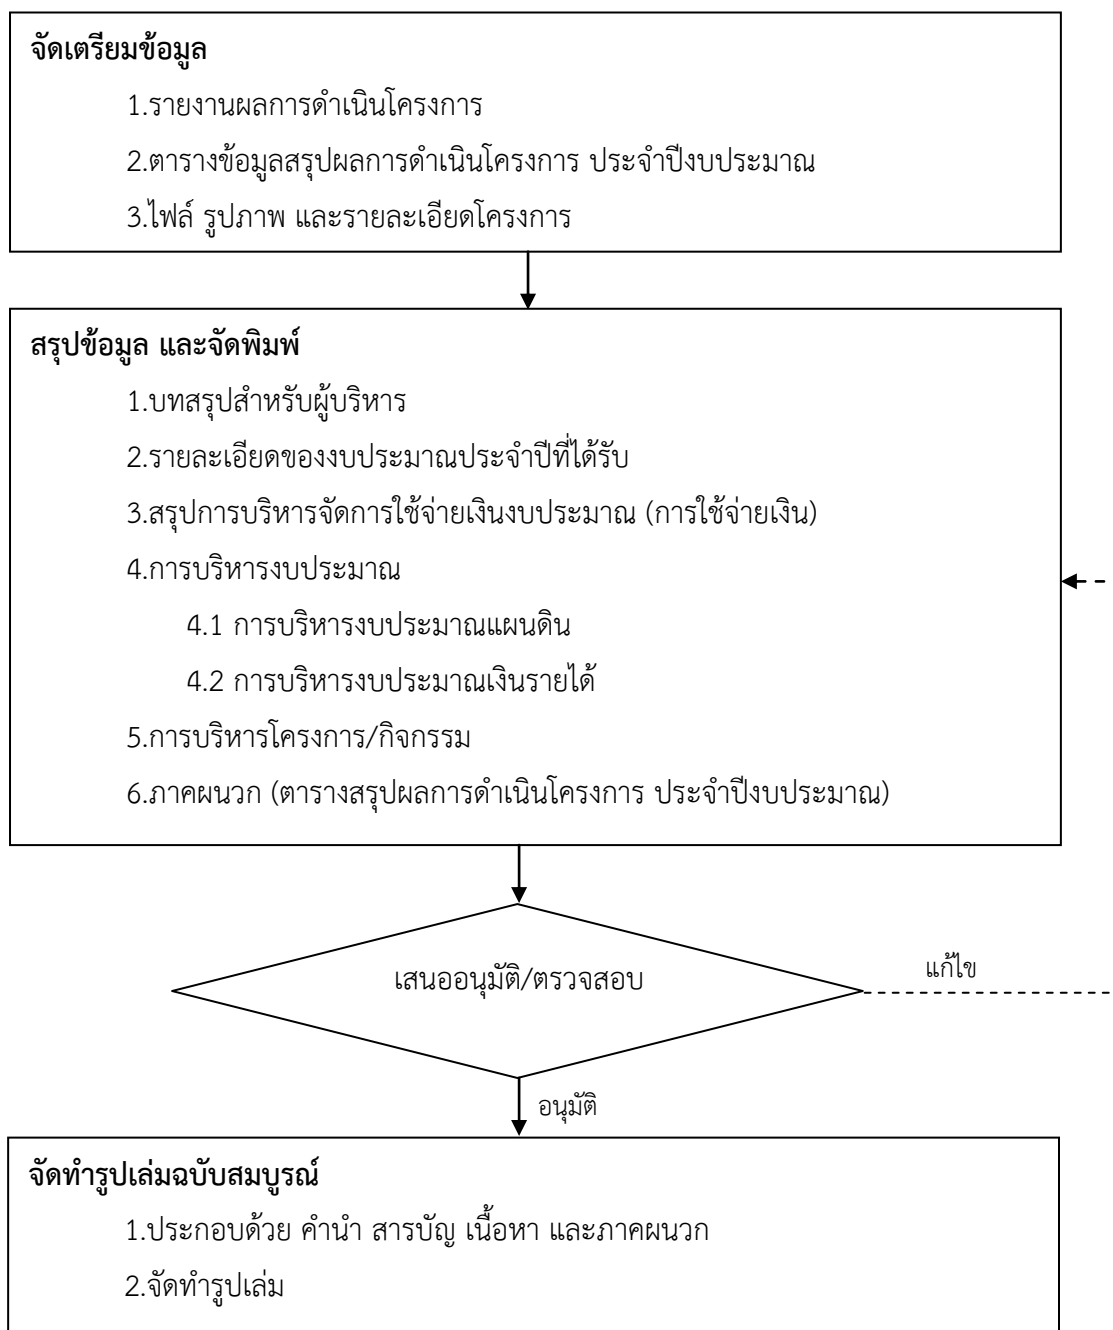 จัดเตรียมข้อมูล
1.รายงานผลการดำเนินโครงการ
2.ตารางข้อมูลสรุปผลการดำเนินโครงการ ประจำปีงบประมาณ
3.ไฟล์ รูปภาพ และรายละเอียดโครงการ
สรุปข้อมูล และจัดพิมพ์
1.บทสรุปสำหรับผู้บริหาร
2.รายละเอียดของงบประมาณประจำปีที่ได้รับ
3.สรุปการบริหารจัดการใช้จ่ายเงินงบประมาณ (การใช้จ่ายเงิน)
4.การบริหารงบประมาณ
4.1 การบริหารงบประมาณแผนดิน
4.2 การบริหารงบประมาณเงินรายได้
5.การบริหารโครงการ/กิจกรรม
6.ภาคผนวก (ตารางสรุปผลการดำเนินโครงการ ประจำปีงบประมาณ)
เสนออนุมัติ/ตรวจสอบ
แก้ไข
อนุมัติ
จัดทำรูปเล่มฉบับสมบูรณ์
1.ประกอบด้วย คำนำ สารบัญ เนื้อหา และภาคผนวก
2.จัดทำรูปเล่ม